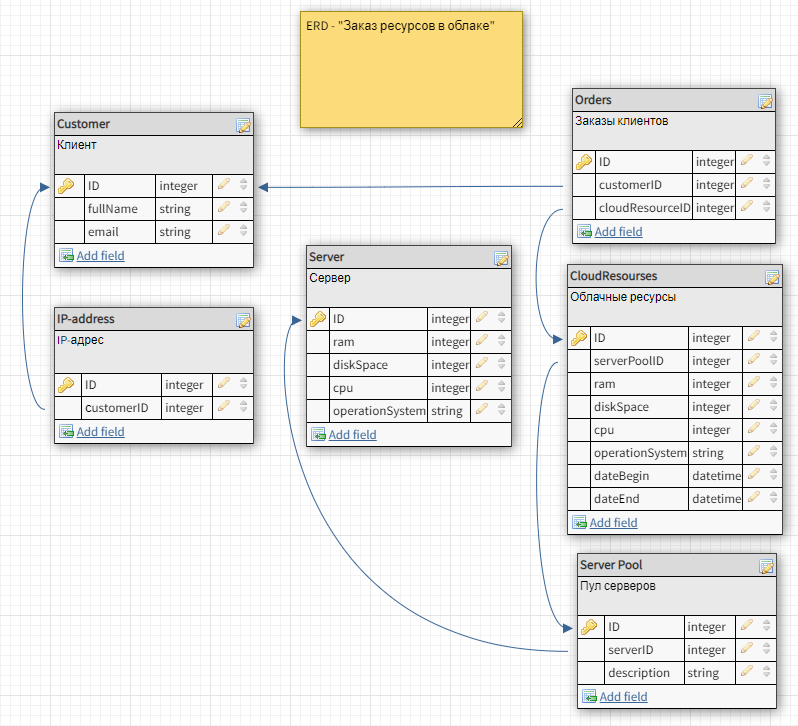 ERD - "Заказ ресурсов в облаке"
Customer
Клиент
ID integer
fullName string
email string
Add field
IP-address
IP-адрес
ID integer
customerID integer
Add field
Server
Сервер
ID integer
ram integer
diskSpace integer
cpu integer
operationSystem string
Add field
Orders
Заказы клиентов
ID integer
customerID integer
cloudResourceID integer
Add field
CloudResourses
Облачные ресурсы
ID integer
serverPoolID integer
ram integer
diskSpace integer
cpu integer
operationSystem string
dateBegin datetime
dateEnd datetime
Add field
Server Pool
Пул серверов
ID integer
serverID integer
description string
Add field